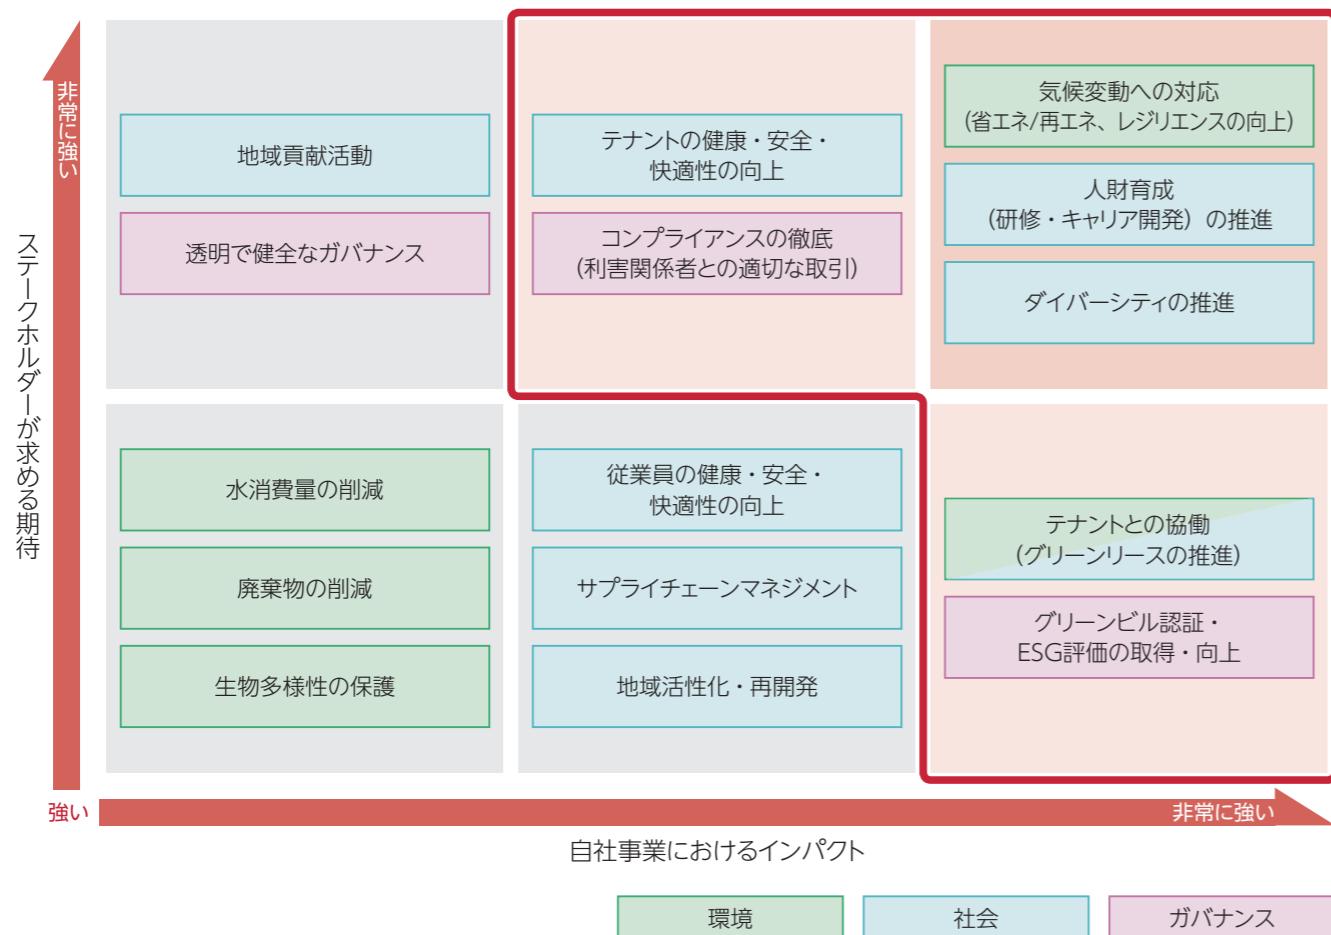 ステークホルダーが求める期待
非常に強い
地域貢献活動
透明で健全なガバナンス
テナントの健康・安全・
快適性の向上
コンプライアンスの徹底
(利害関係者との適切な取引)
気候変動への対応
(省エネ/再エネ、レジリエンスの向上)
人財育成
(研修・キャリア開発)の推進
ダイバーシティの推進
水消費量の削減
廃棄物の削減
生物多様性の保護
従業員の健康・安全・
快適性の向上
サプライチェーンマネジメント
地域活性化・再開発
テナントとの協働
(グリーンリースの推進)
グリーンビル認証・
ESG評価の取得・向上
強い
非常に強い
自社事業におけるインパクト
環境
社会
ガバナンス